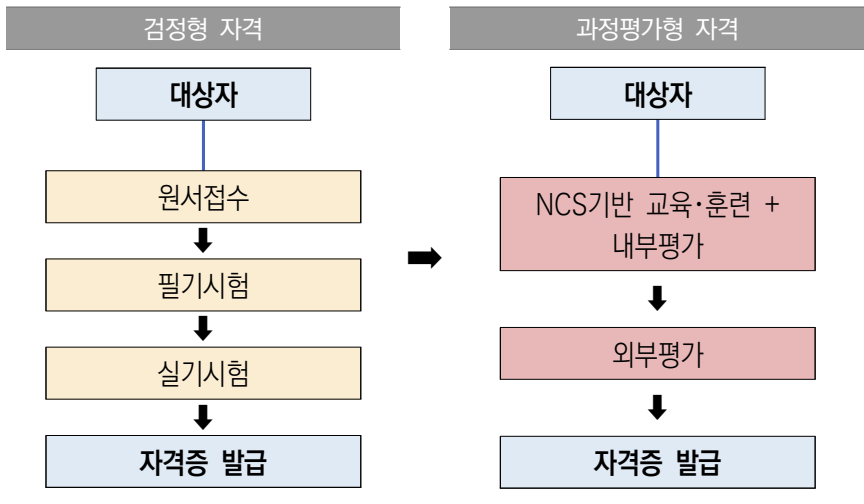 검정형 자격
대상자
원서접수
필기시험
실기시험
자격증 발급
과정평가형 자격
대상자
NCS기반 교육·훈련 +
내부평가
외부평가
자격증 발급